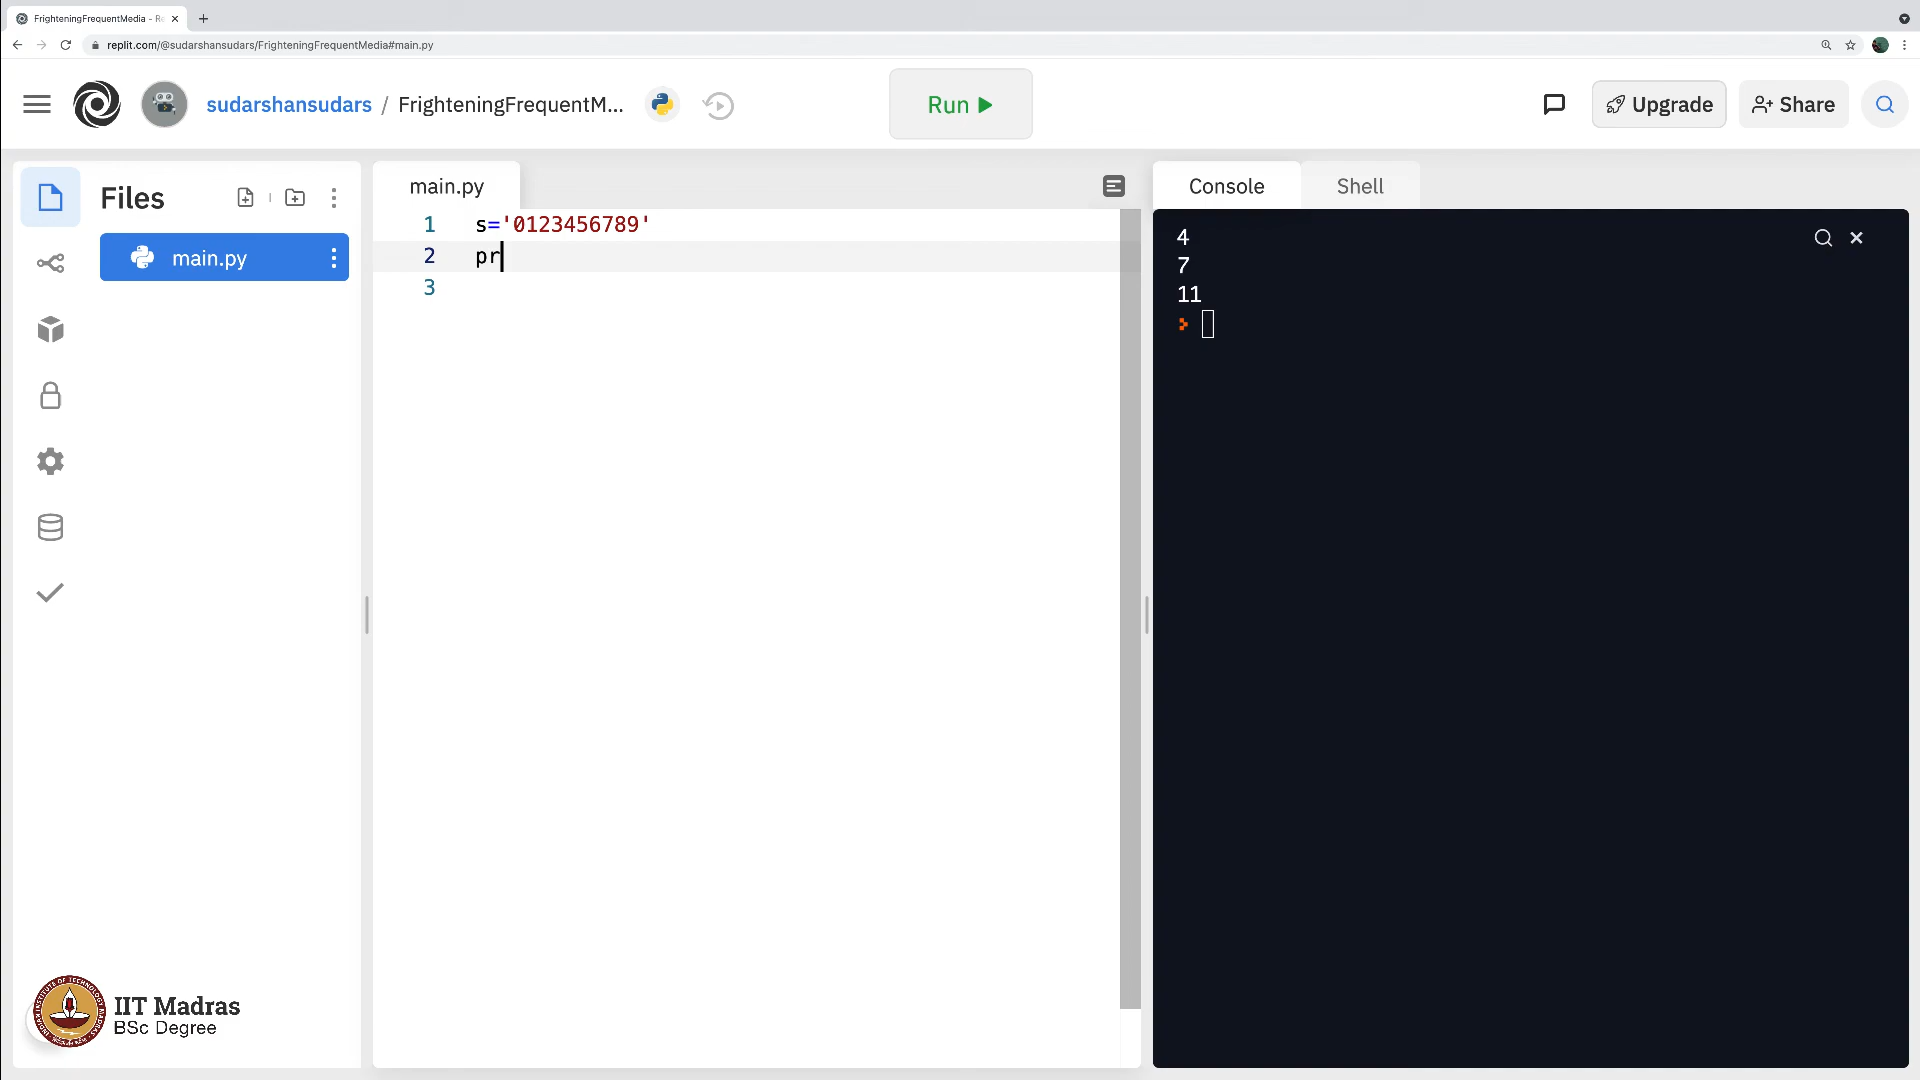 FrighteningFrequentMedia - Re
replit.com/@sudarshansudars/FrighteningFrequentMedia#main.py
sudarshansudars / FrighteningFrequentM...
Run
Upgrade
Share
Files
main.py
main.py
1 s='0123456789'
2 pr
3
Console
Shell
4
7
11
IIT Madras
BSc Degree